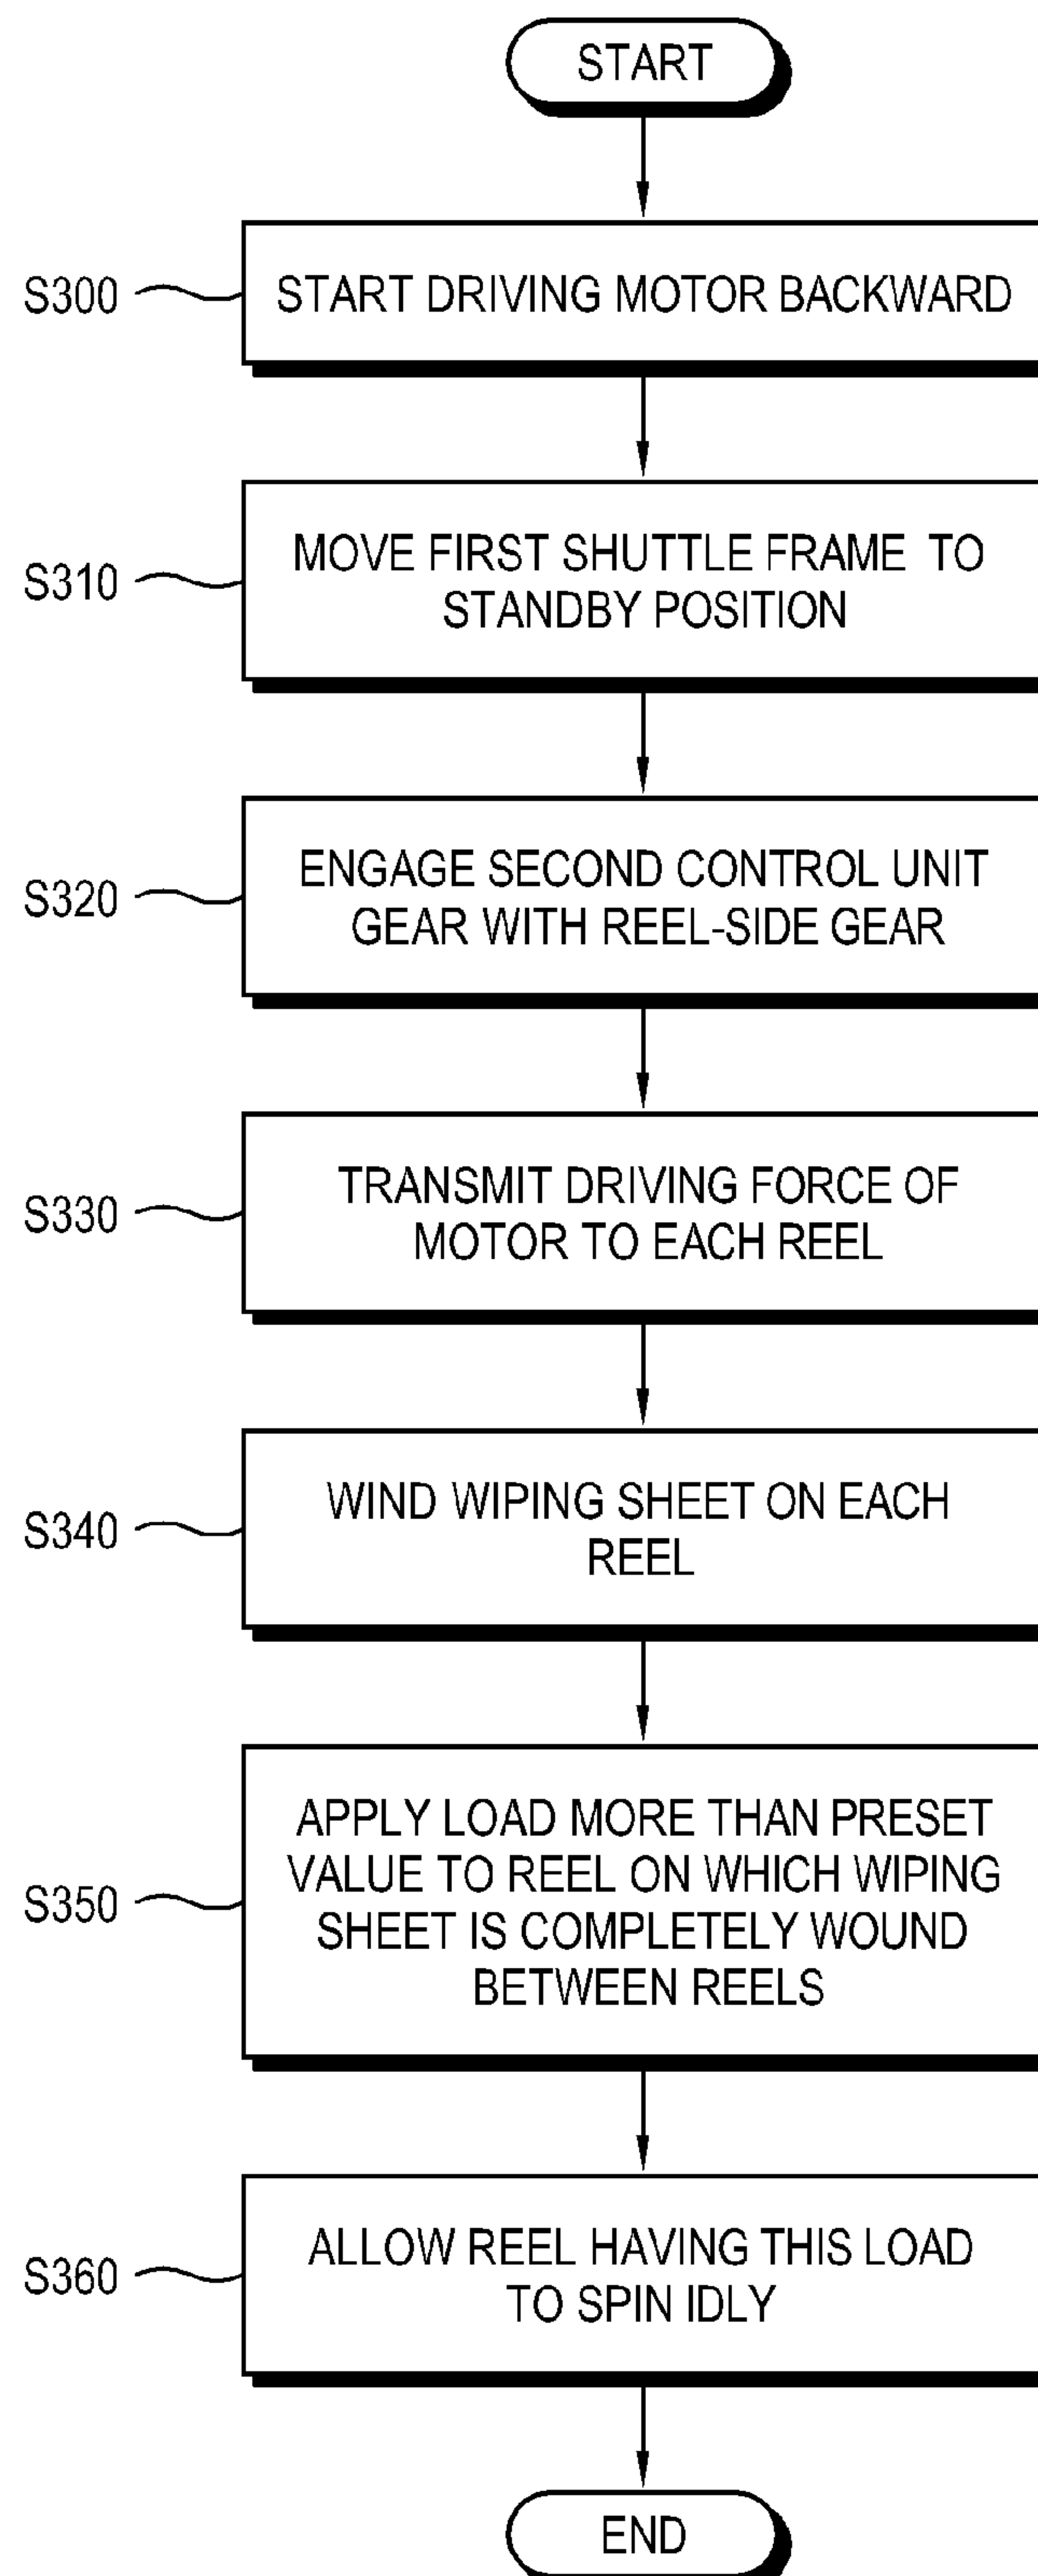 START
S300
START DRIVING MOTOR BACKWARD
S310
MOVE FIRST SHUTTLE FRAME TO
STANDBY POSITION
S320
ENGAGE SECOND CONTROL UNIT
GEAR WITH REEL-SIDE GEAR
S330
TRANSMIT DRIVING FORCE OF
MOTOR TO EACH REEL
S340
WIND WIPING SHEET ON EACH
REEL
S350
APPLY LOAD MORE THAN PRESET
VALUE TO REEL ON WHICH WIPING
SHEET IS COMPLETELY WOUND
BETWEEN REELS
S360
ALLOW REEL HAVING THIS LOAD
TO SPIN IDLY
END